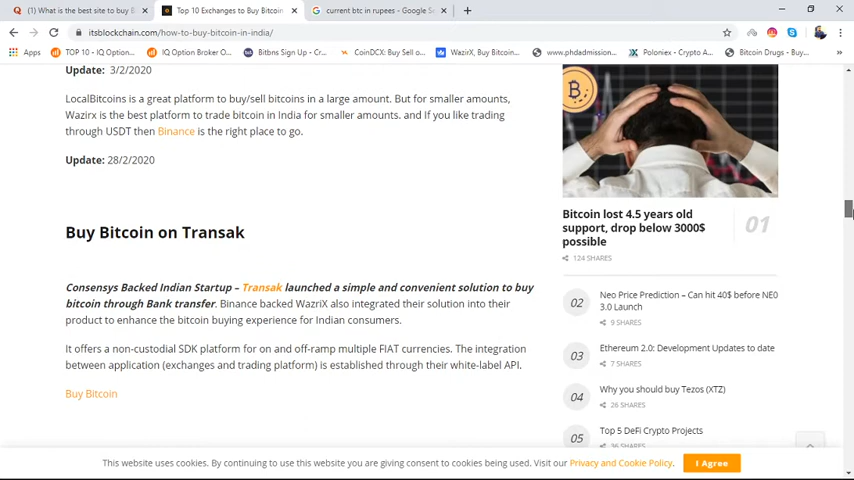 (1) What is the best site to buy B
Top 10 Exchanges to Buy Bitcoin
current btc in rupees - Google Se
itsblockchain.com/how-to-buy-bitcoin-in-india/
Apps
TOP 10 - IQ Option...
IQ Option Broker O...
Bitbns Sign Up - Cr...
CoinDCX: Buy Sell o...
WazirX, Buy Bitcoin...
www.phdadmission...
Poloniex - Crypto A...
Bitcoin Drugs - Buy...
Update: 3/2/2020
LocalBitcoins is a great platform to buy/sell bitcoins in a large amount. But for smaller amounts,
Wazirx is the best platform to trade bitcoin in India for smaller amounts. and If you like trading
through USDT then Binance is the right place to go.
Update: 28/2/2020
Buy Bitcoin on Transak
Consensys Backed Indian Startup – Transak launched a simple and convenient solution to buy
bitcoin through Bank transfer. Binance backed WazriX also integrated their solution into their
product to enhance the bitcoin buying experience for Indian consumers.
It offers a non-custodial SDK platform for on and off-ramp multiple FIAT currencies. The integration
between application (exchanges and trading platform) is established through their white-label API.
Buy Bitcoin
Bitcoin lost 4.5 years old
support, drop below 3000$
possible
01
124 SHARES
02
Neo Price Prediction – Can hit 40$ before NEO
3.0 Launch
9 SHARES
03
Ethereum 2.0: Development Updates to date
7 SHARES
04
Why you should buy Tezos (XTZ)
26 SHARES
05
Top 5 DeFi Crypto Projects
36 SHARES
This website uses cookies. By continuing to use this website you are giving consent to cookies being used. Visit our Privacy and Cookie Policy.
I Agree